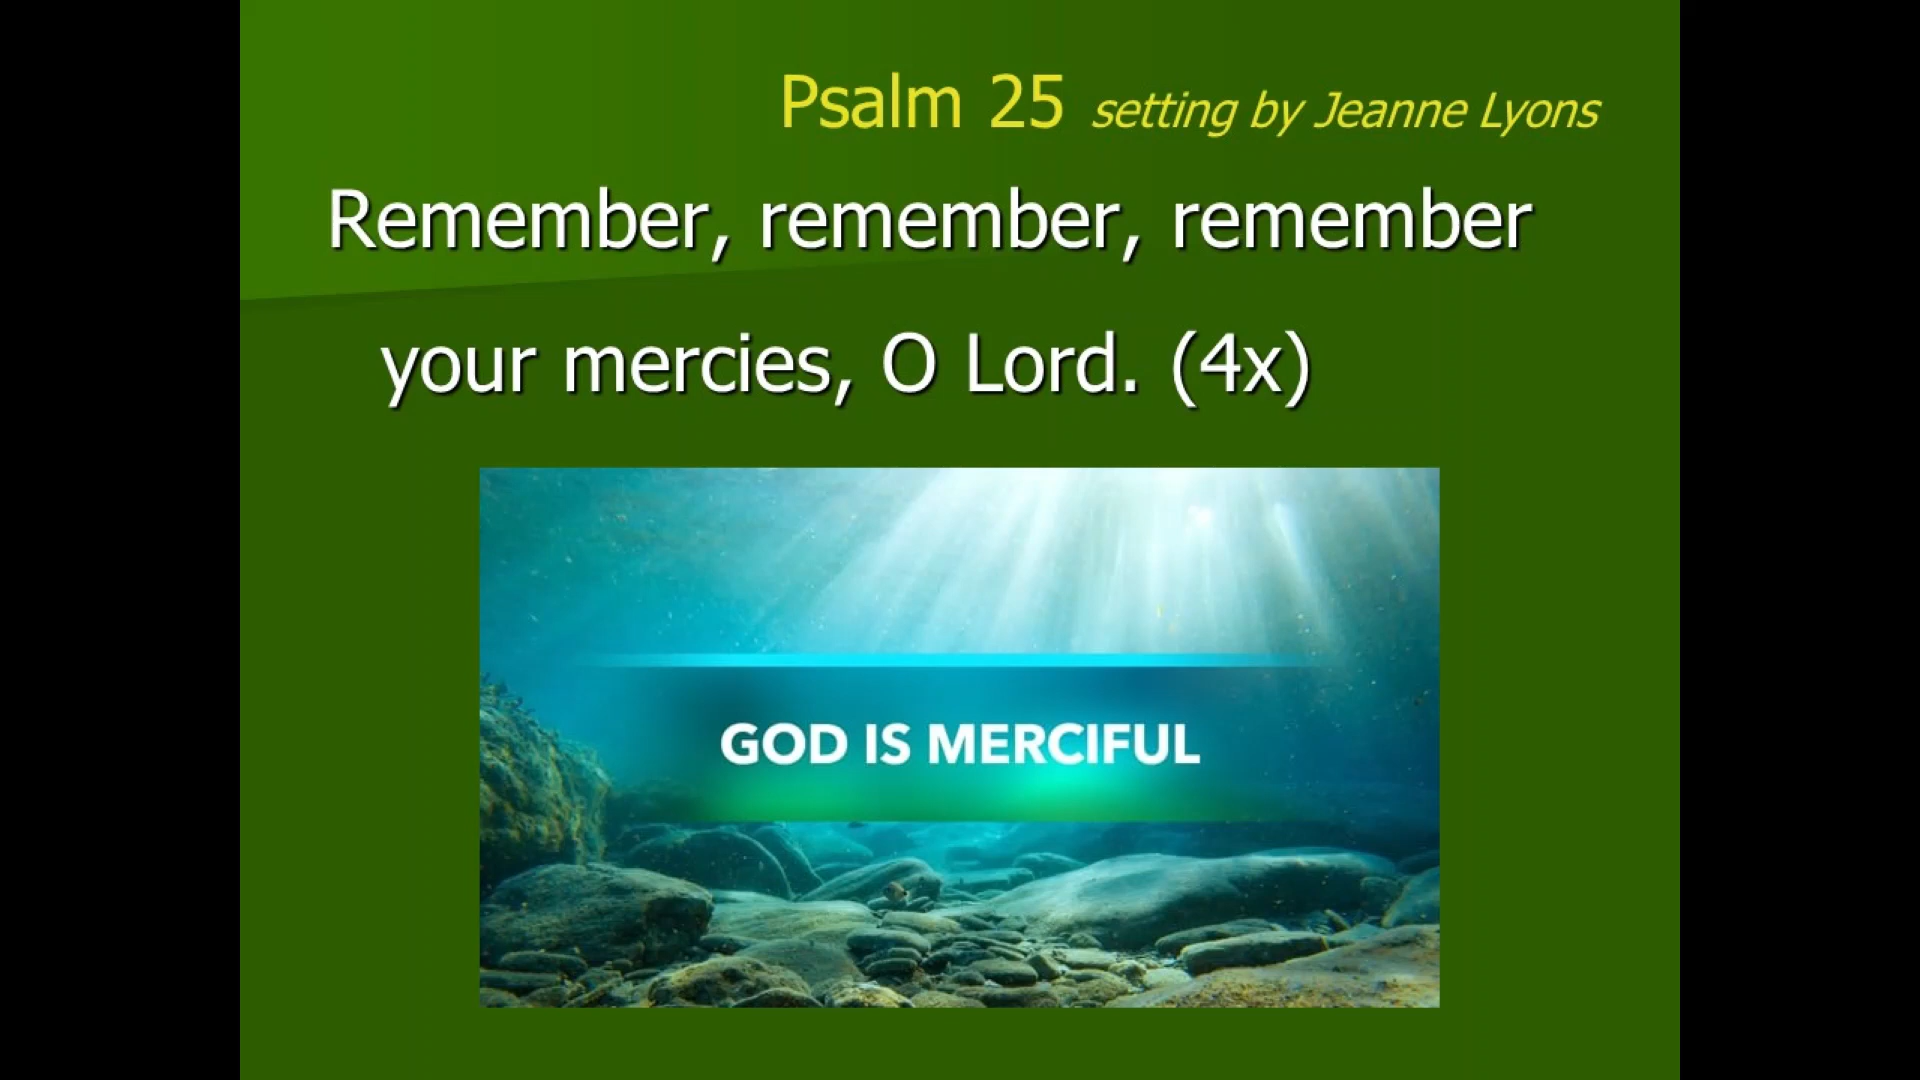 Psalm 25 setting by Jeanne Lyons
Remember, remember, remember
your mercies, O Lord. (4x)
GOD IS MERCIFUL